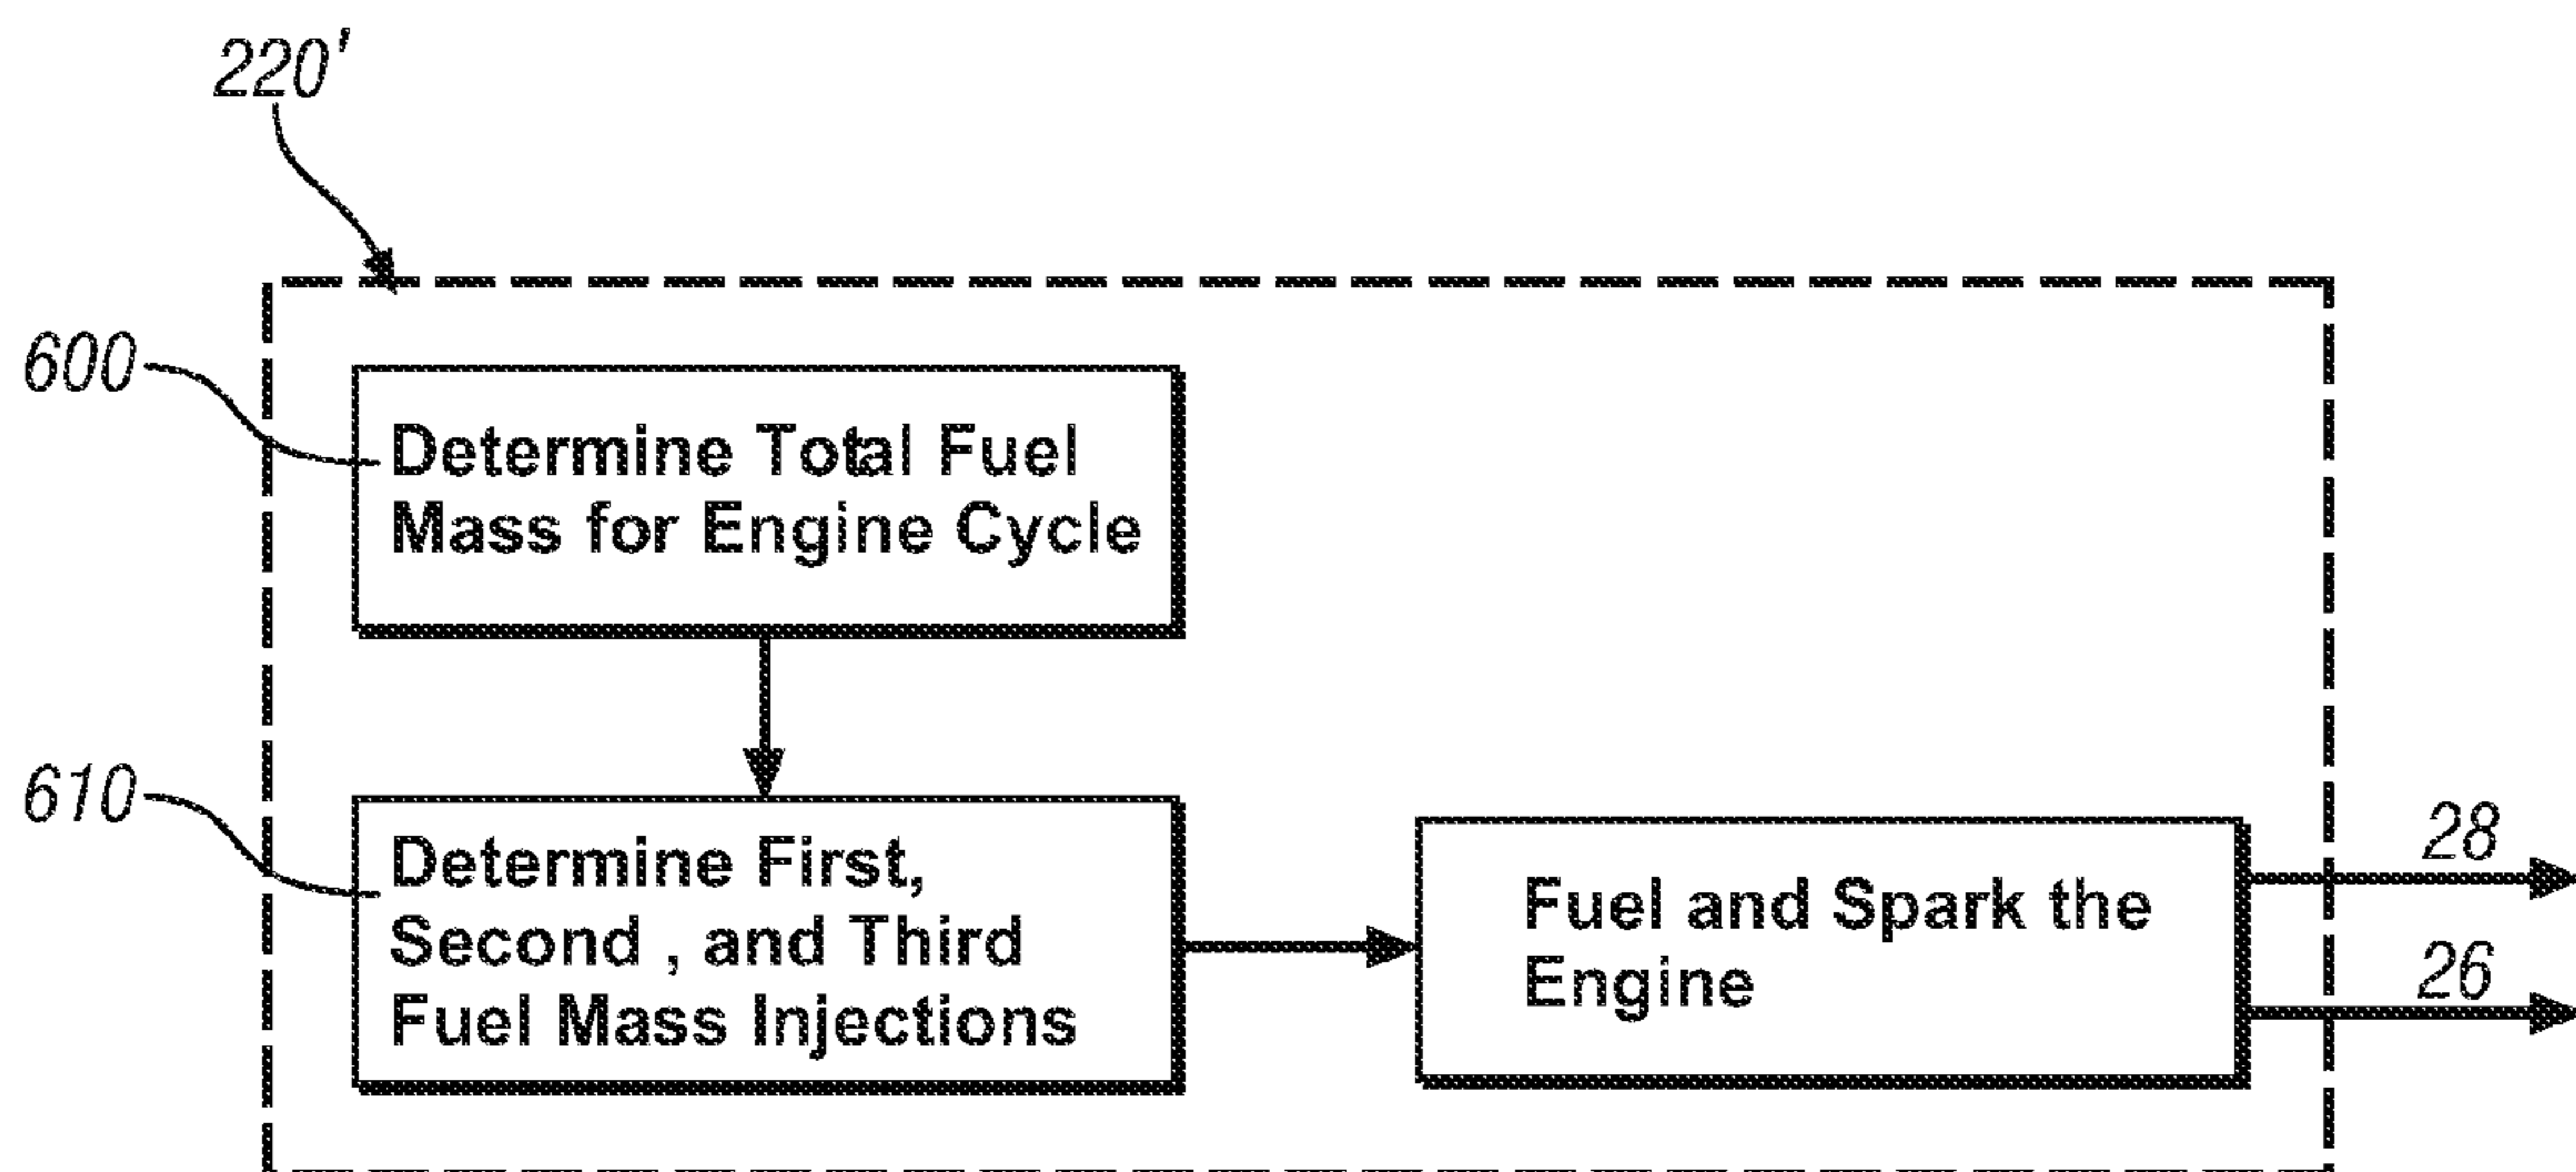 220'
600
Determine Total Fuel
Mass for Engine Cycle
610
Determine First,
Second , and Third
Fuel Mass Injections
Fuel and Spark the
Engine
28
26